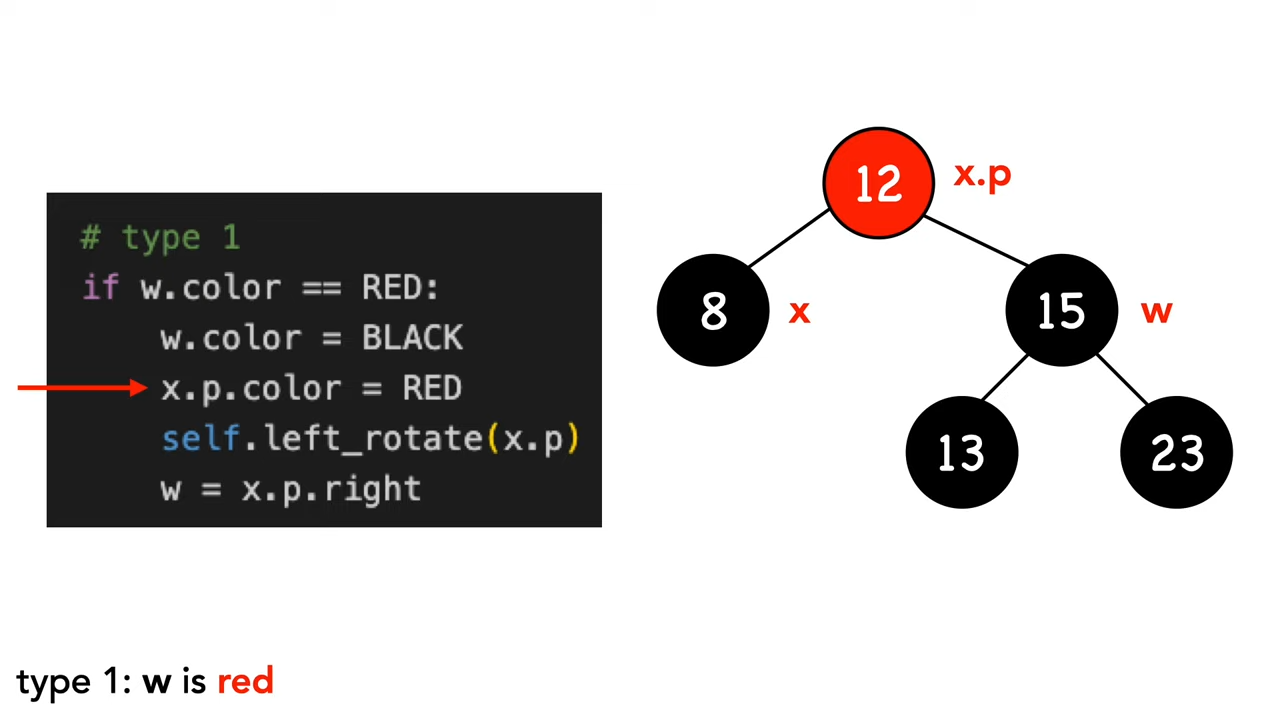 # type 1
if w.color == RED:
w.color = BLACK
x.p.color = RED
self.left_rotate(x.p)
w = x.p.right
12 x.p
8 x 15 w
13 23
type 1: w is red